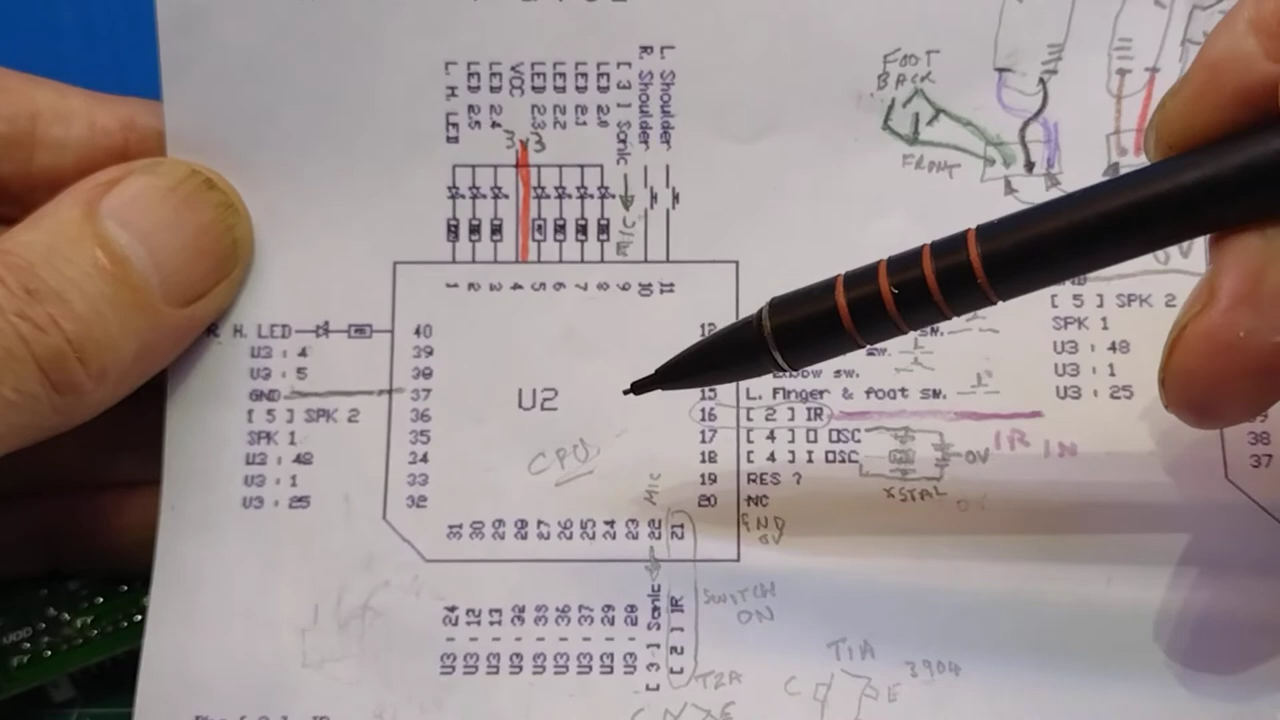 L. H. LED
LED 2.5
LED 2.4
VCC
3v3
LED 2.3
LED 2.2
LED 2.1
LED 2.0
[ 3 ] Sonic
R. Shoulder
L. Shoulder
FOOT
BACK
FRONT
1 2 3 4 5 6 7 8 9 10 11
R. H. LED
U3 : 4
U3 : 5
GND
[ 5 ] SPK 2
SPK 1
U3 : 48
U3 : 1
U3 : 25
40
39
38
37
36
35
34
33
32
U2
CPU
MIC
12
sw.
sw.
15 L. Finger & foot sw.
16 [ 2 ] IR
17 [ 4 ] O OSC
18 [ 4 ] I OSC
19 RES ?
20 NC
GND
0V
IR IN
0V
XSTAL
31 30 29 28 27 26 25 24 23 22 21
U3 : 24
U3 : 12
U3 : 13
U3 : 32
U3 : 35
U3 : 36
U3 : 37
U3 : 29
U3 : 28
[ 3 ] Sonic
[ 2 ] IR
SWITCH
ON
T2A
T1A
3904
C E
0V
[ 5 ] SPK 2
SPK 1
U3 : 48
U3 : 1
U3 : 25
38
37